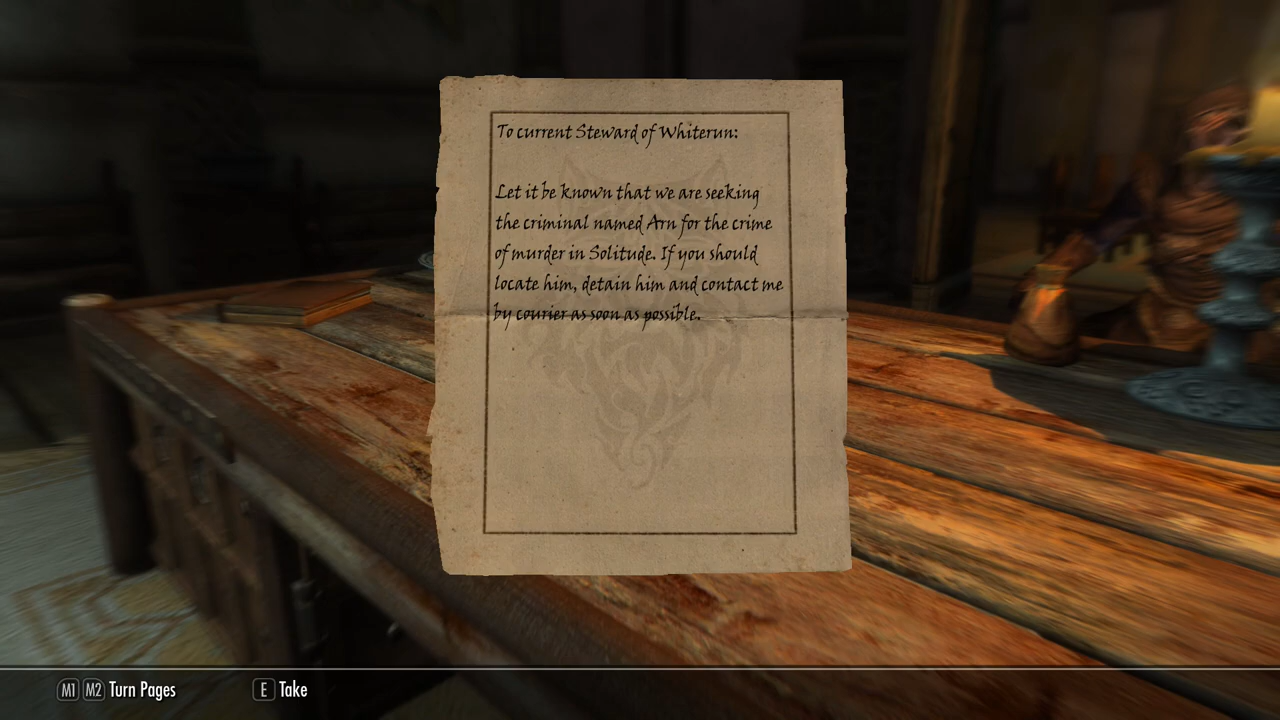 To current Steward of Whiterun:
Let it be known that we are seeking
the criminal named Arn for the crime
of murder in Solitude. If you should
locate him, detain him and contact me
by courier as soon as possible.
M1 M2 Turn Pages
E Take